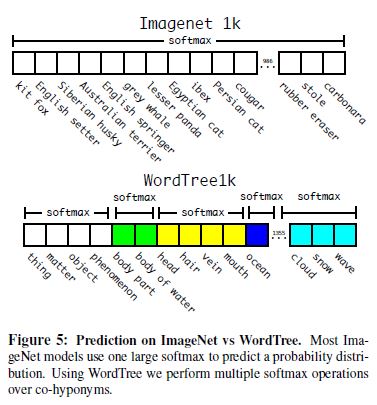 Imagenet 1k
softmax
986
kit fox
English setter
Siberian husky
Australian terrier
English springer
grey whale
lesser panda
Egyptian cat
ibex
Persian cat
cougar
rubber eraser
stole
carbonara
WordTree1k
softmax
softmax
softmax
softmax
softmax
1355
thing
matter
object
phenomenon
body part
body of water
head
hair
vein
mouth
ocean
cloud
snow
wave
Figure 5: Prediction on ImageNet vs WordTree. Most Ima-
geNet models use one large softmax to predict a probability distri-
bution. Using WordTree we perform multiple softmax operations
over co-hyponyms.